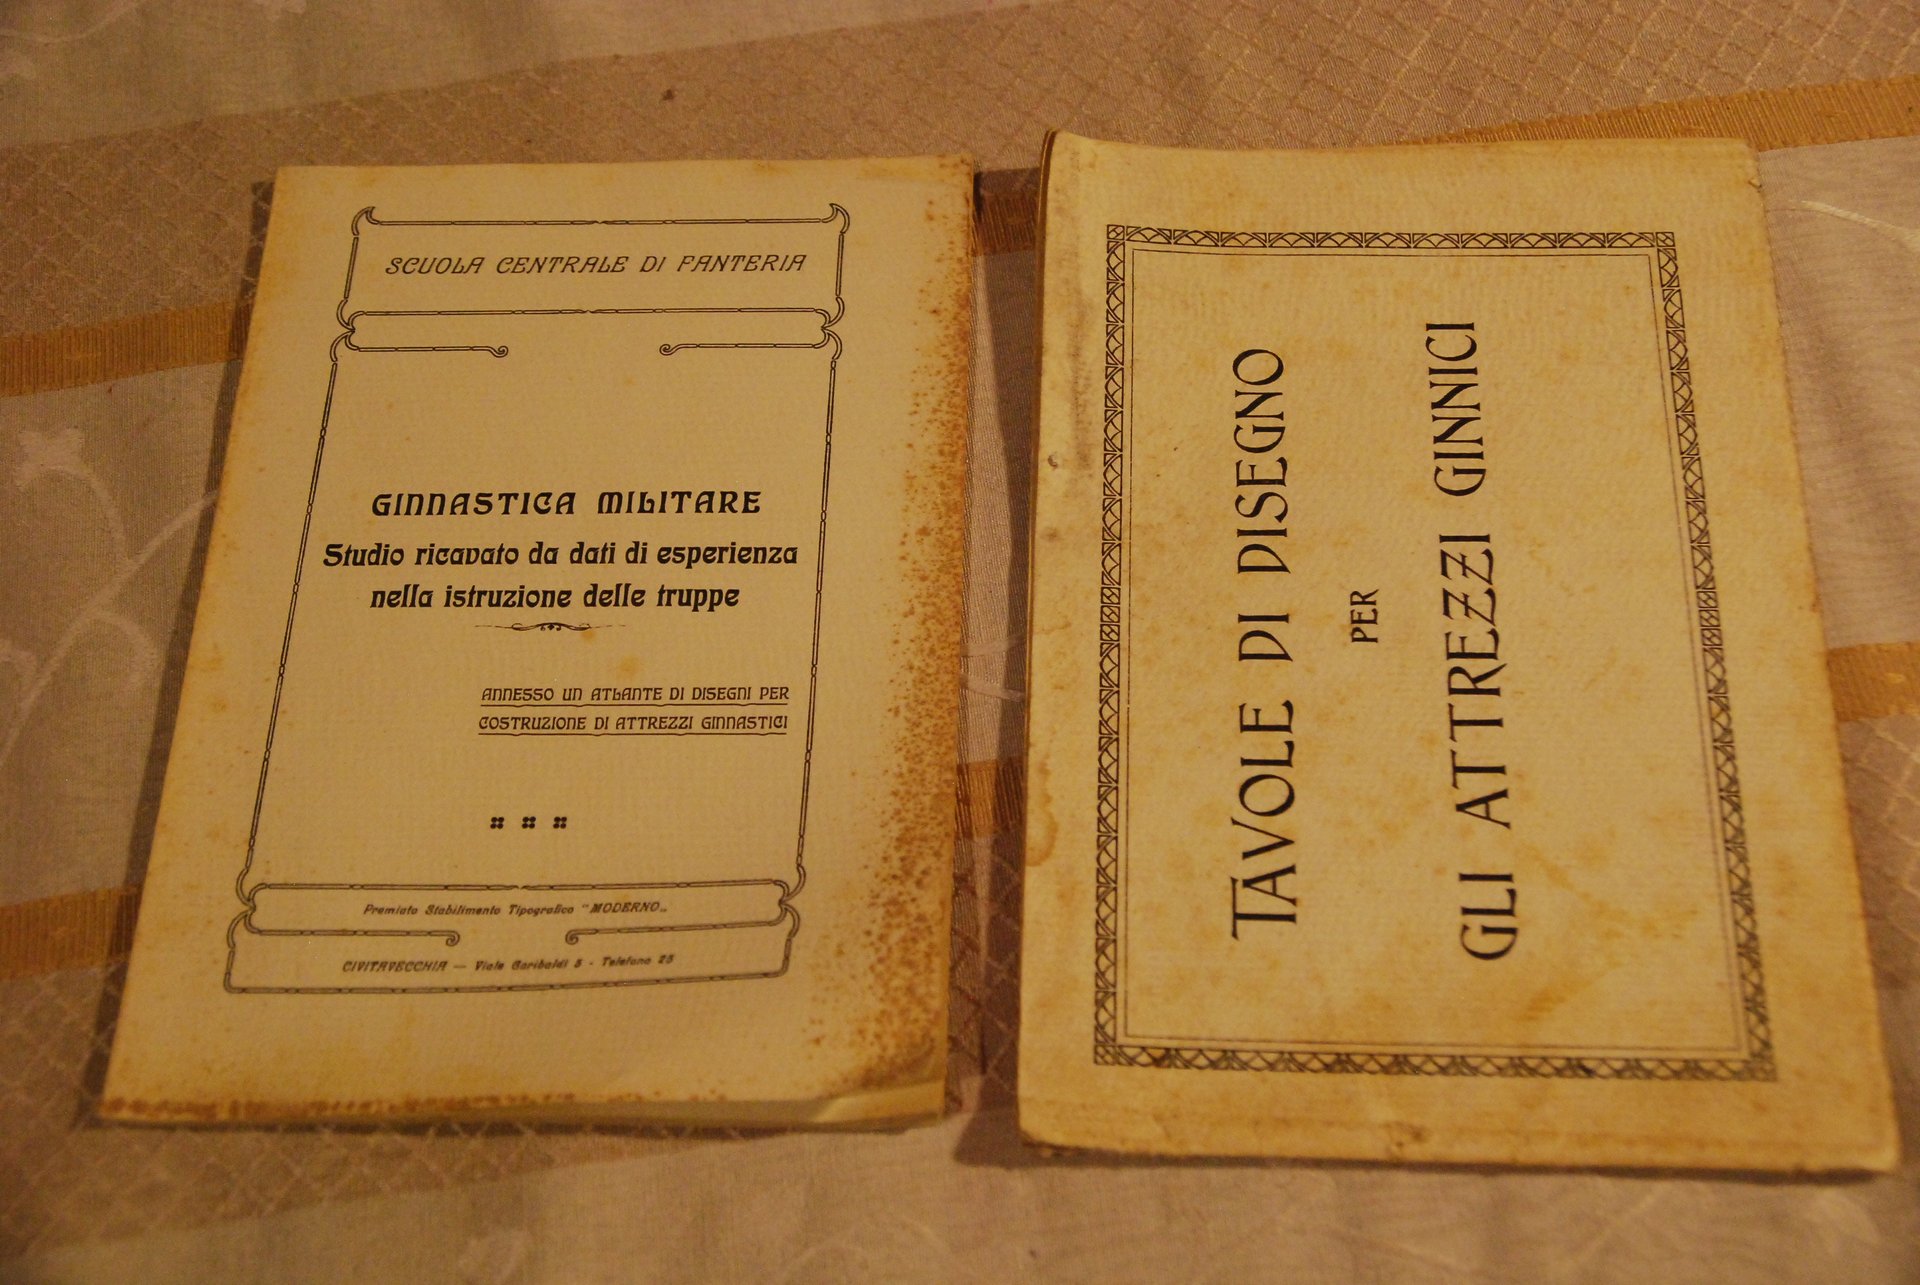 SCUOLA CENTRALE DI FANTERIA
GINNASTICA MILITARE
Studio ricavato da dati di esperienza
nella istruzione delle truppe
ANNESSO UN ATLANTE DI DISEGNI PER
COSTRUZIONE DI ATTREZZI GINNASTICI
Premiato Stabilimento Tipografico "MODERNO„
CIVITAVECCHIA — Viale Garibaldi 5 - Telefono 25
TAVOLE DI DISEGNO
PER
GLI ATTREZZI GINNICI